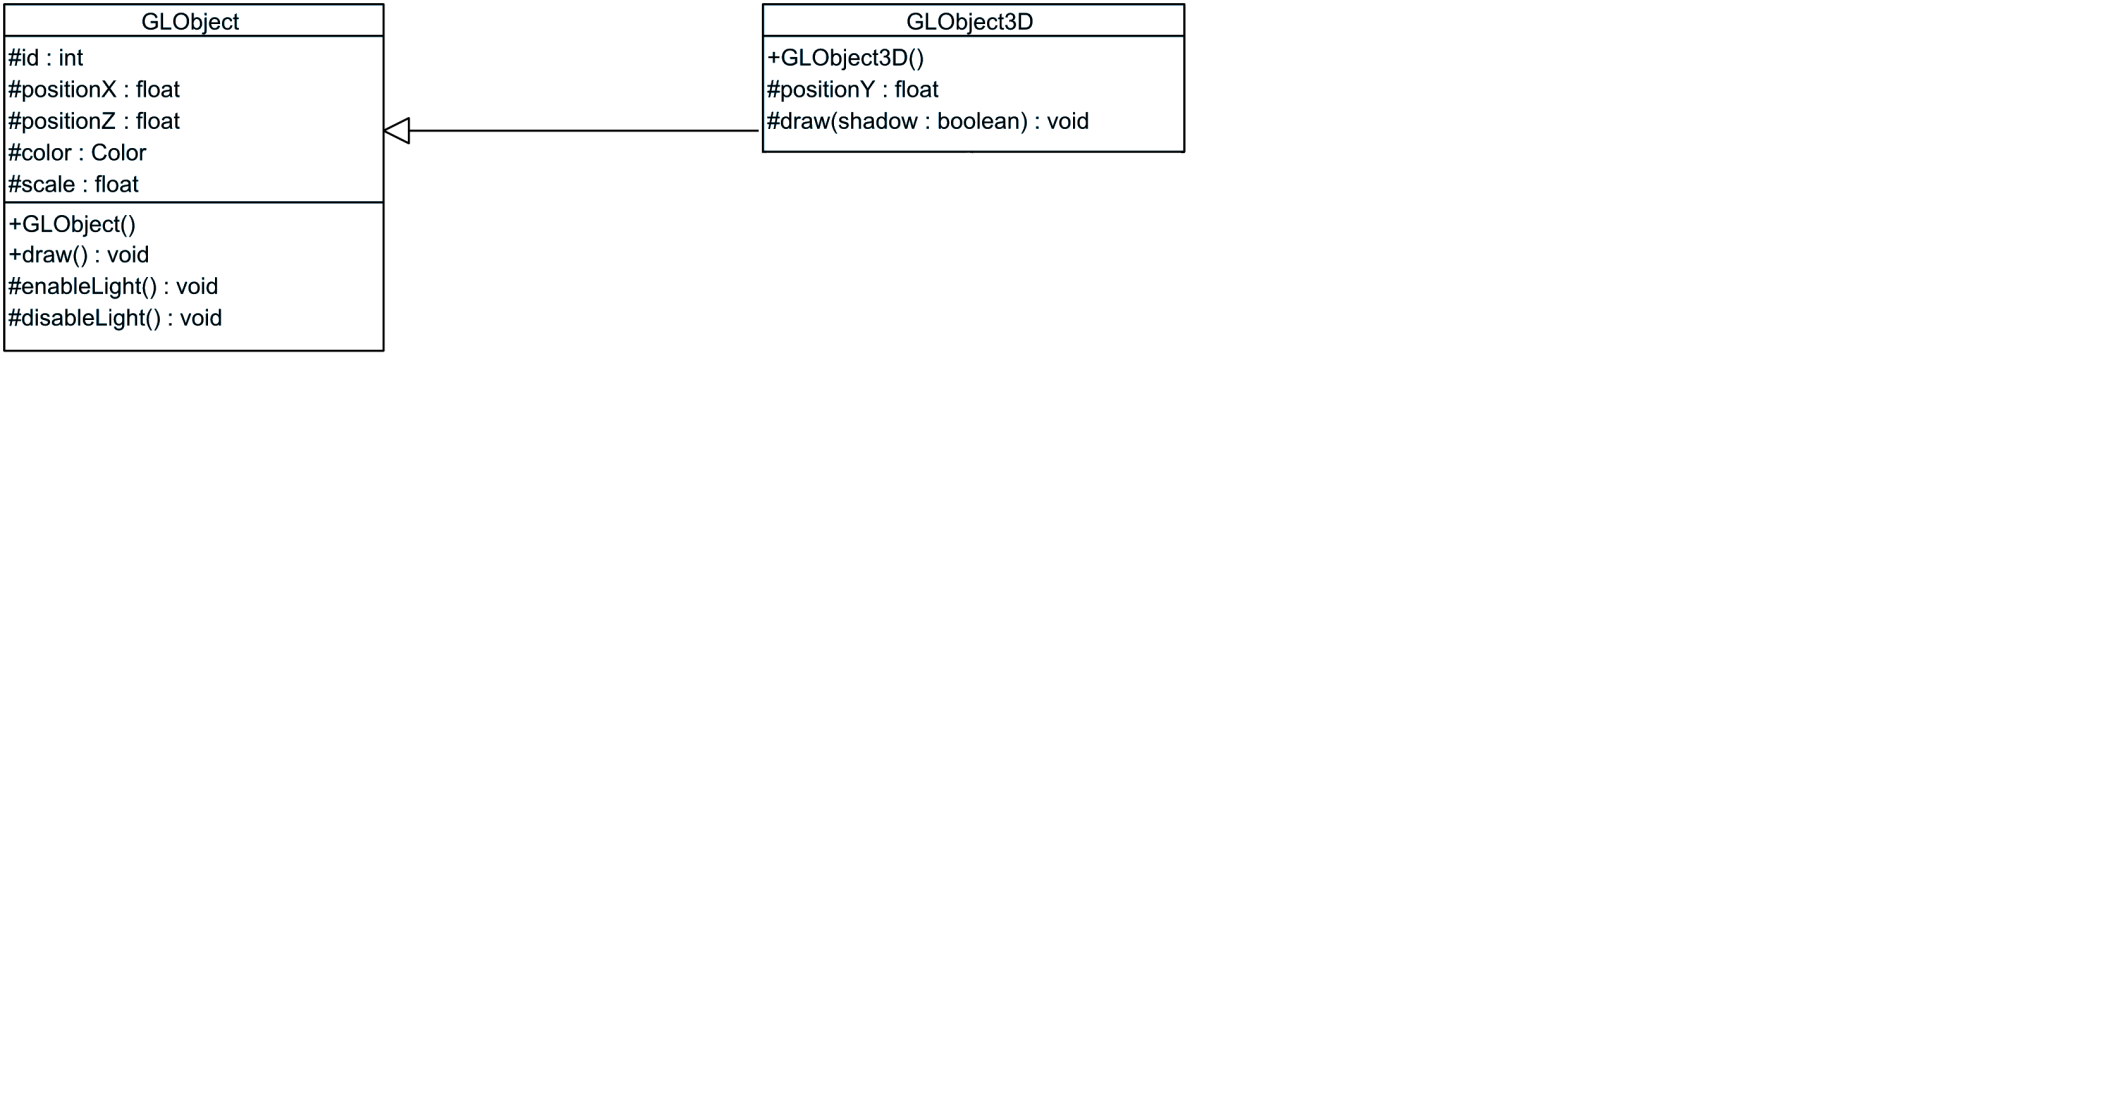 GLObject
#id : int
#positionX : float
#positionZ : float
#color : Color
#scale : float
+GLObject()
+draw() : void
#enableLight() : void
#disableLight() : void
GLObject3D
+GLObject3D()
#positionY : float
#draw(shadow : boolean) : void